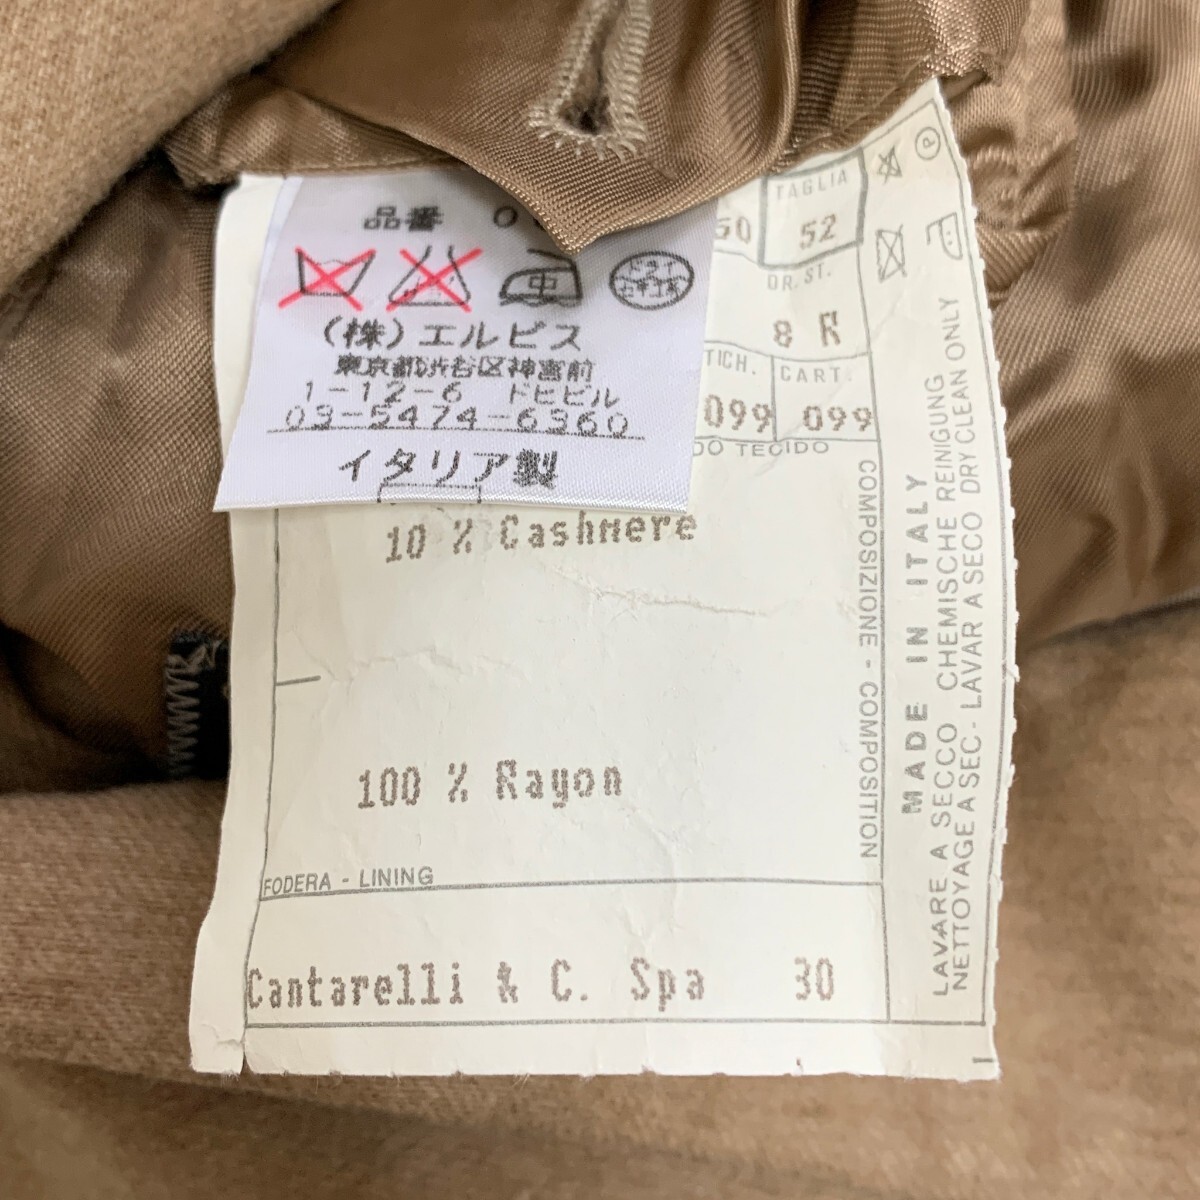 品番 0
中
ドライ
(株)エルビス
東京都渋谷区神宮前
1-12-6 ドヒビル
03-5474-6360
イタリア製
TAGLIA
50 52
DR. ST.
8 R
TICH. CART.
099 099
DO TECIDO
10 % Cashmere
100 % Rayon
FODERA - LINING
Cantarelli & C. Spa 30
COMPOSIZIONE - COMPOSITION
MADE IN ITALY
LAVARE A SECCO CHEMISCHE REINIGUNG
NETTOYAGE A SEC - LAVAR A SECO DRY CLEAN ONLY
P